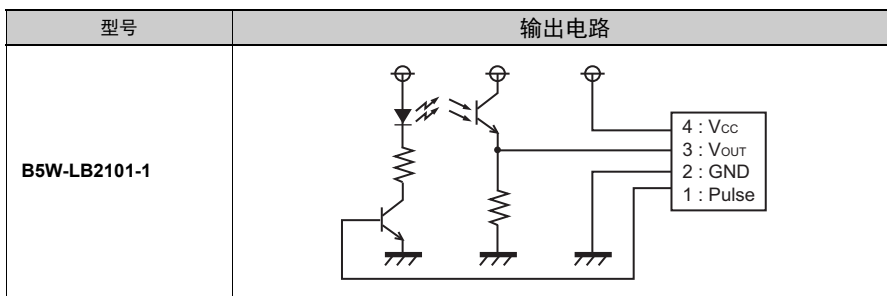 型号
输出电路
B5W-LB2101-1
4 : Vcc
3 : VOUT
2 : GND
1 : Pulse